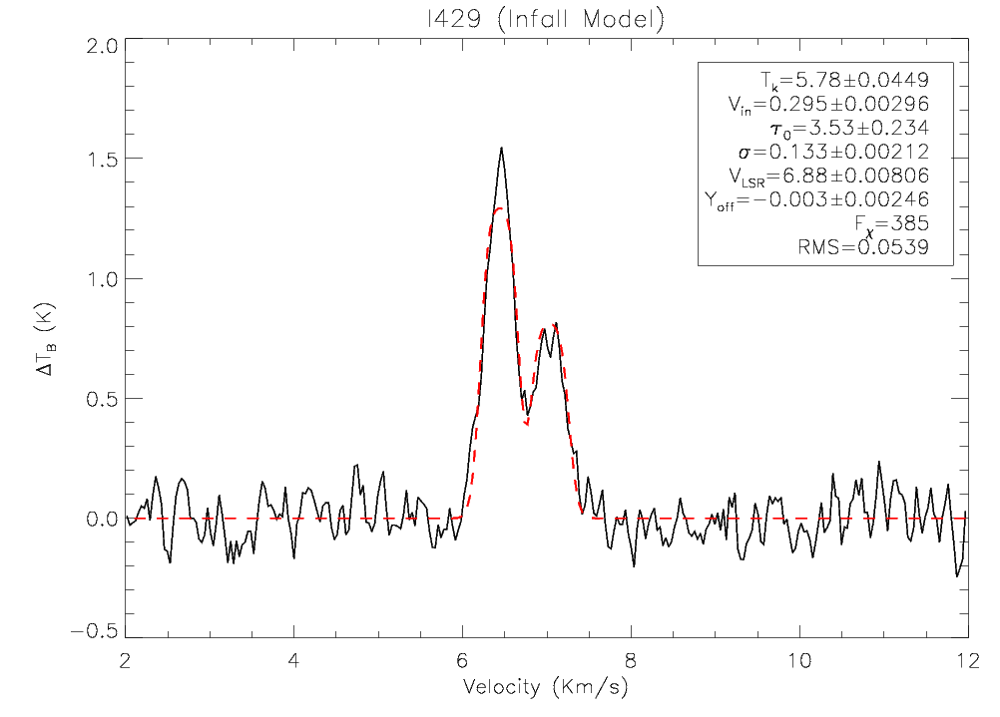 I429 (Infall Model)
2.0
1.5
1.0
0.5
0.0
−0.5
ΔT_B (K)
T_k=5.78±0.0449
V_in=0.295±0.00296
τ_0=3.53±0.234
σ=0.133±0.00212
V_LSR=6.88±0.00806
Y_off=−0.003±0.00246
F_χ=385
RMS=0.0539
2 4 6 8 10 12
Velocity (Km/s)